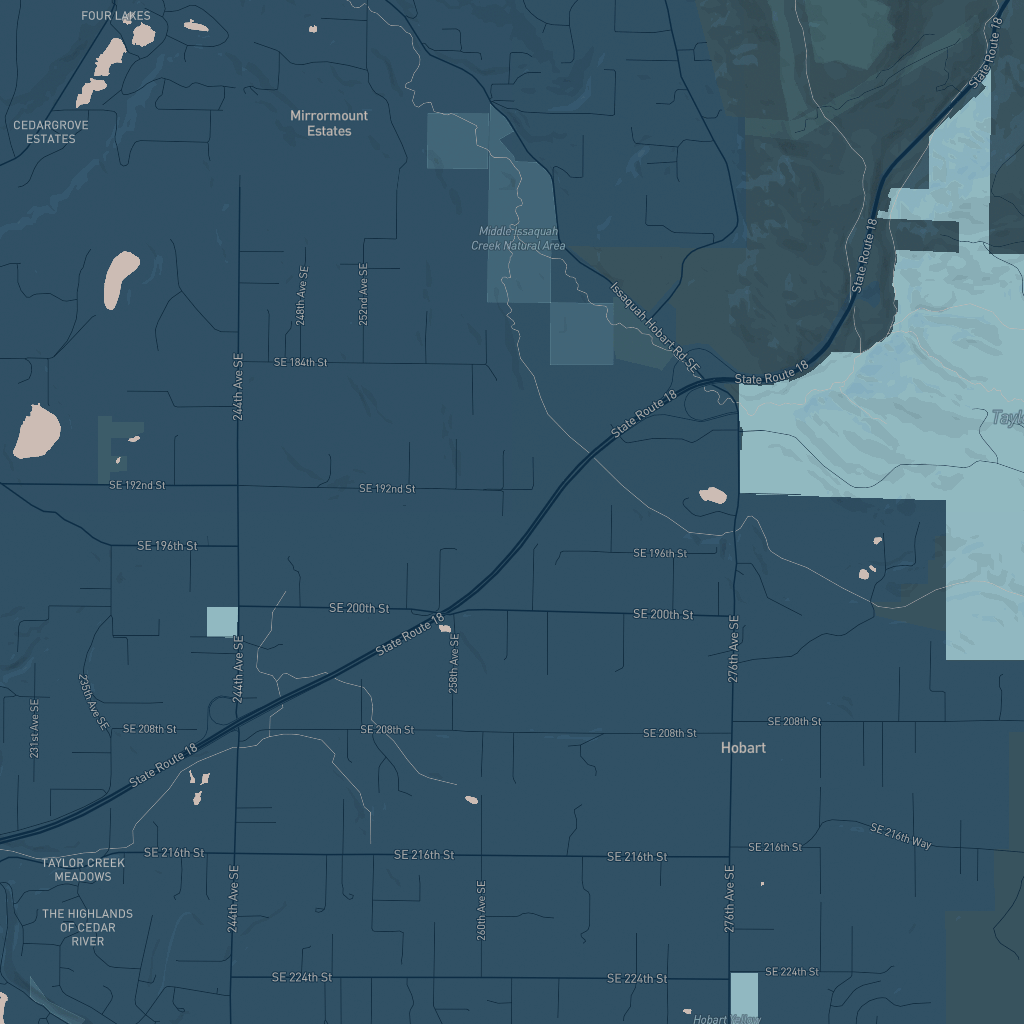 FOUR LAKES
State Route 18
Mirrormount
Estates
CEDARGROVE
ESTATES
Middle Issaquah
Creek Natural Area
State Route 18
248th Ave SE
252nd Ave SE
Issaquah Hobart Rd SE
SE 184th St
244th Ave SE
State Route 18
State Route 18
Taylo
SE 192nd St
SE 192nd St
SE 196th St
SE 196th St
SE 200th St
SE 200th St
State Route 18
244th Ave SE
258th Ave SE
276th Ave SE
235th Ave SE
231st Ave SE
SE 208th St
SE 208th St
SE 208th St
SE 208th St
Hobart
State Route 18
SE 216th Way
SE 216th St
SE 216th St
SE 216th St
SE 216th St
TAYLOR CREEK
MEADOWS
244th Ave SE
260th Ave SE
276th Ave SE
THE HIGHLANDS
OF CEDAR
RIVER
SE 224th St
SE 224th St
SE 224th St
Hobart Yellow